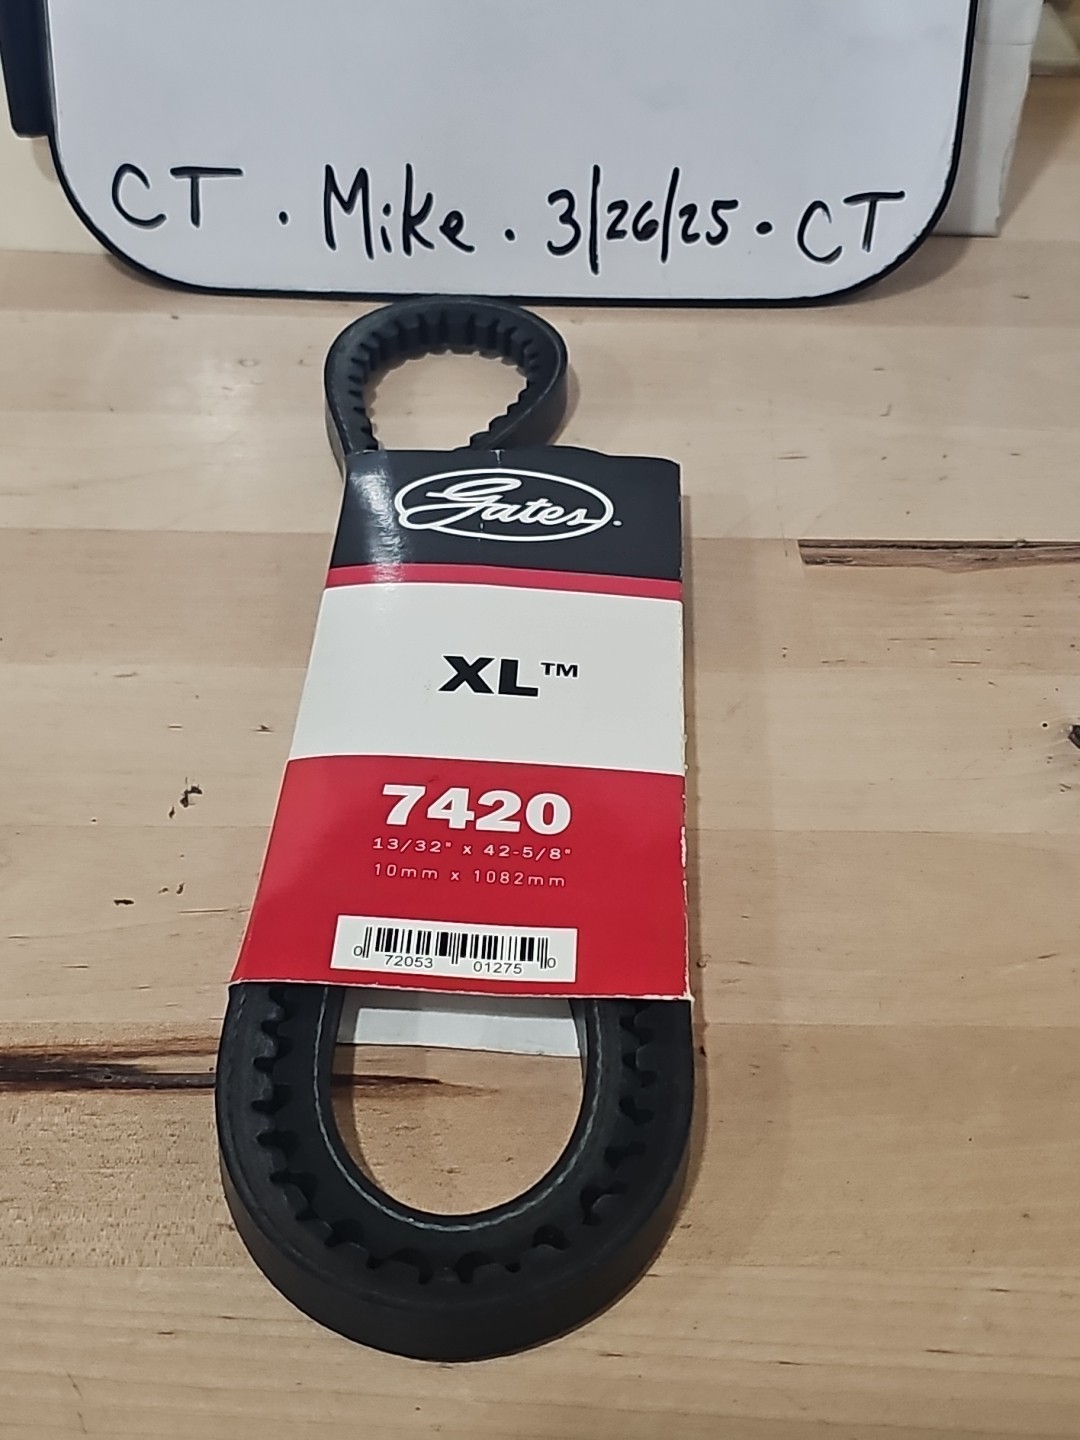 CT . Mike . 3/26/25 . CT
Gates.
XL™
7420
13/32" x 42-5/8"
10mm x 1082mm
0 72053 01275 0